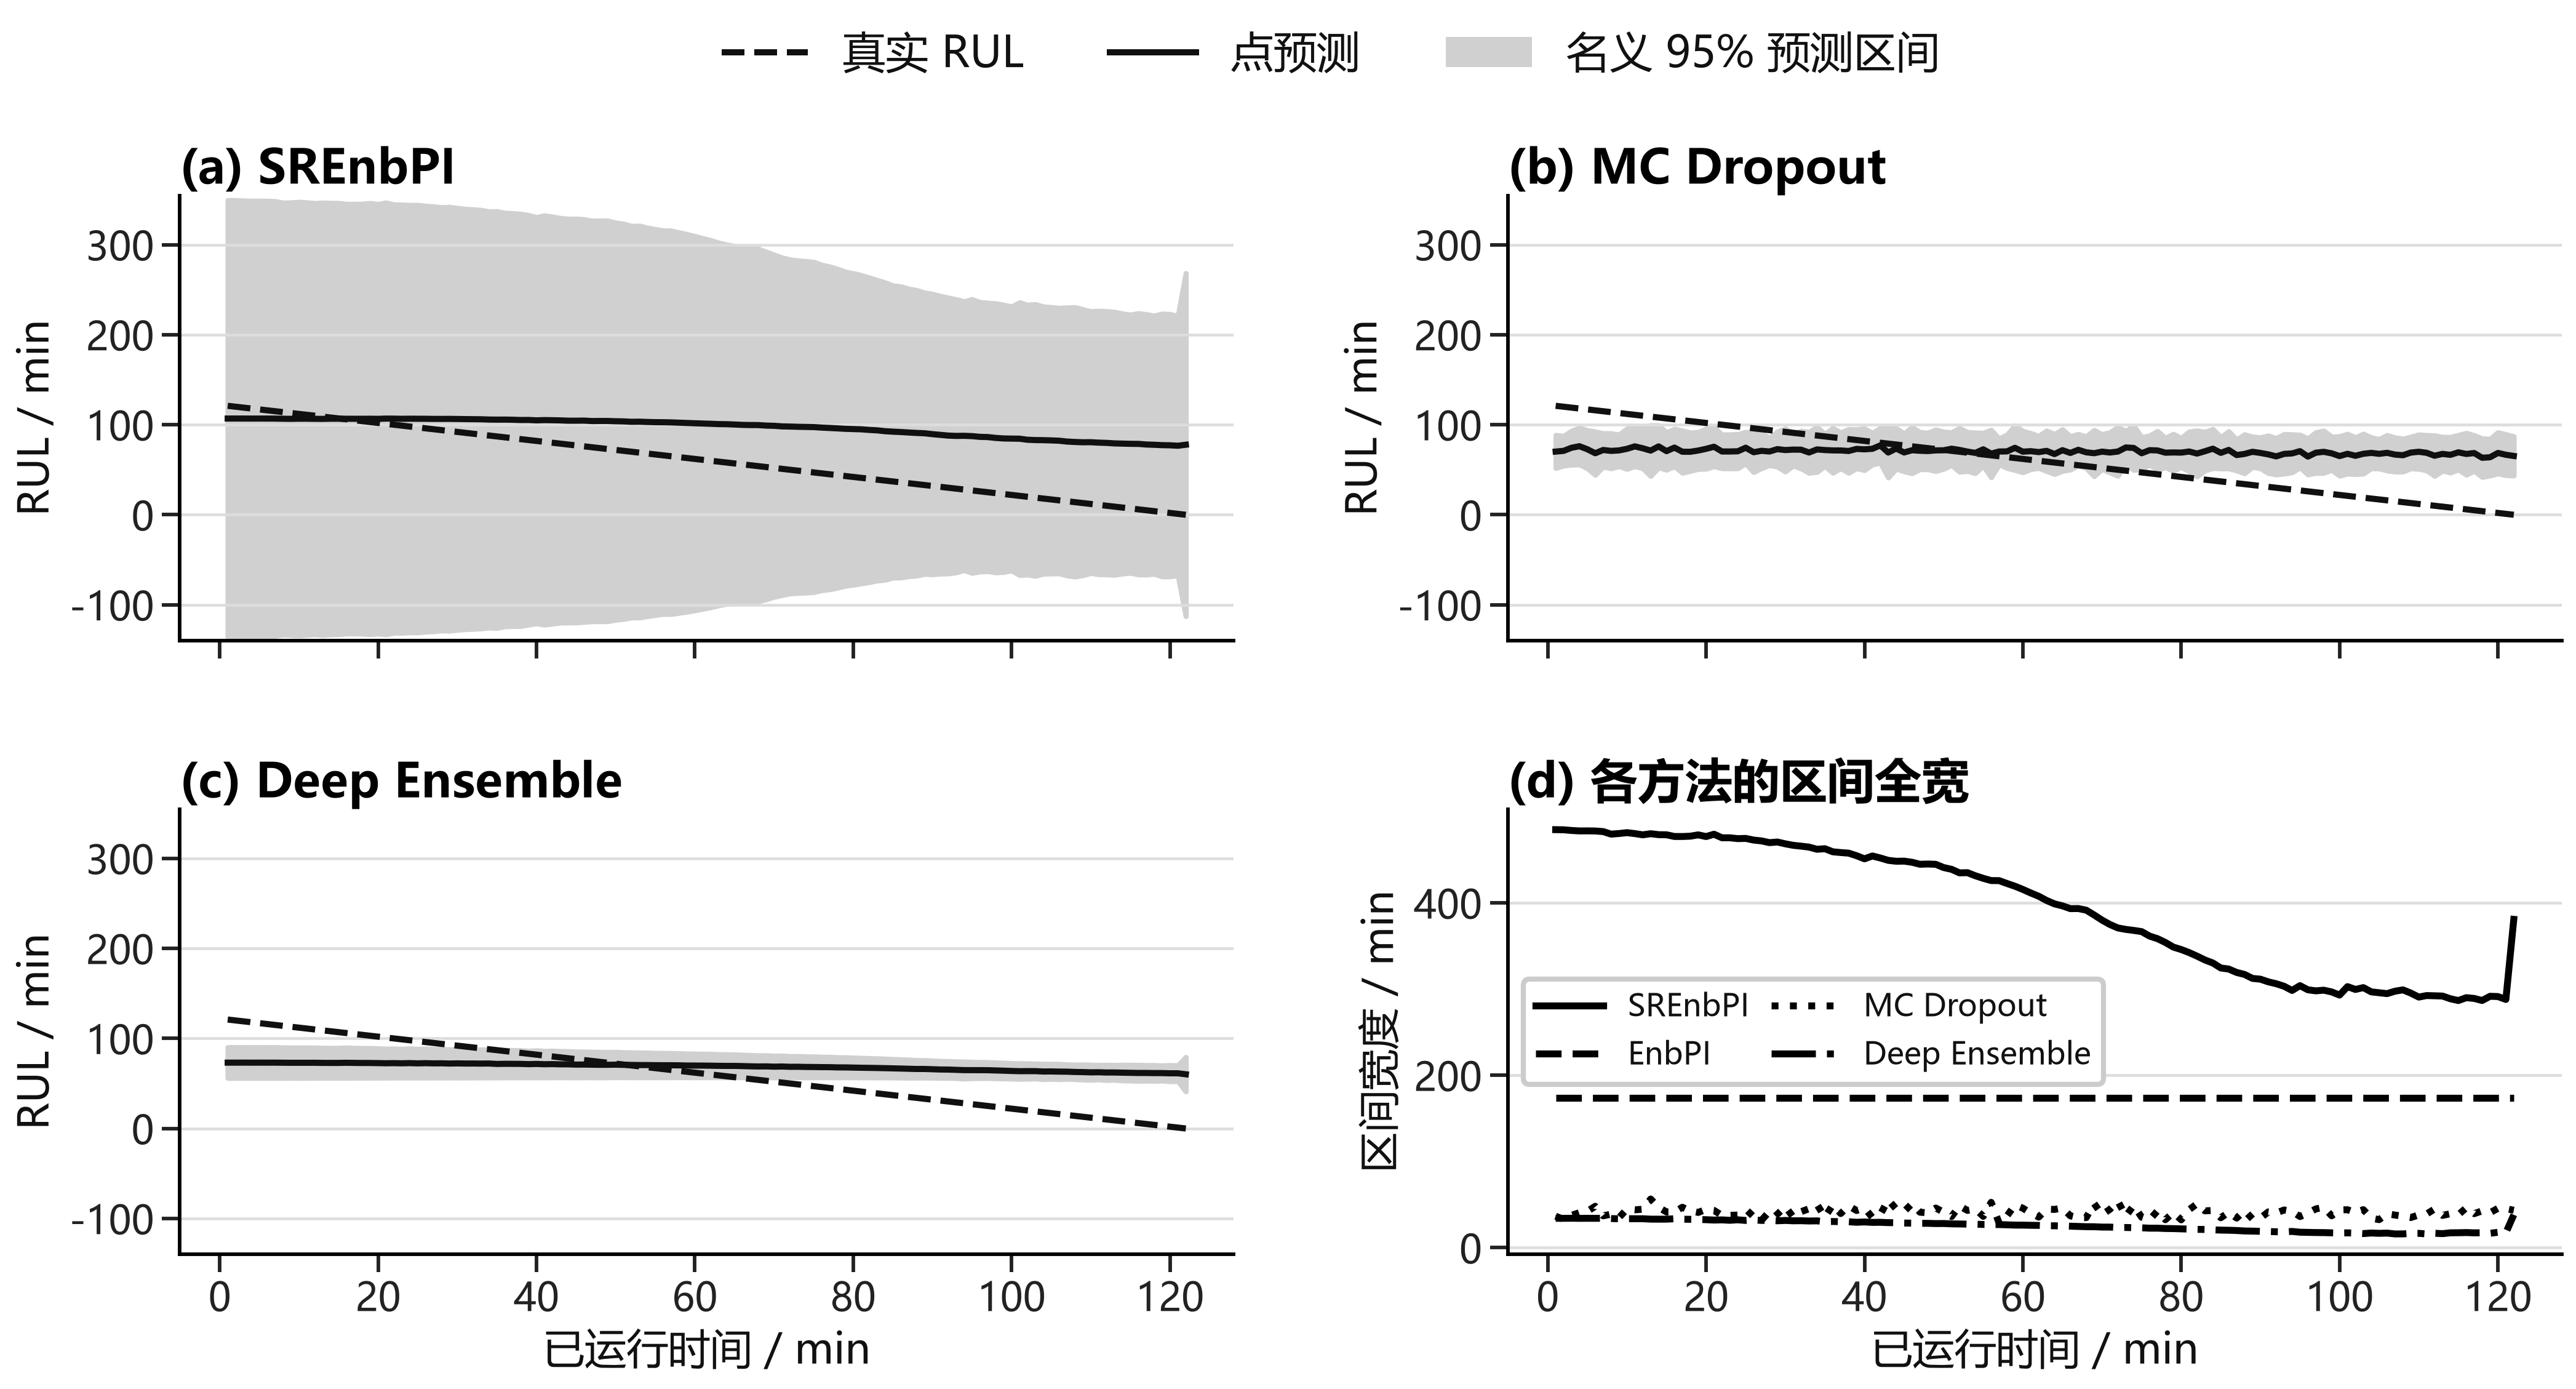 真实 RUL 点预测 名义 95% 预测区间
(a) SREnbPI
RUL / min
300
200
100
0
-100
(b) MC Dropout
RUL / min
300
200
100
0
-100
(c) Deep Ensemble
RUL / min
300
200
100
0
-100
0 20 40 60 80 100 120
已运行时间 / min
(d) 各方法的区间全宽
区间宽度 / min
400
200
0
SREnbPI MC Dropout
EnbPI Deep Ensemble
0 20 40 60 80 100 120
已运行时间 / min